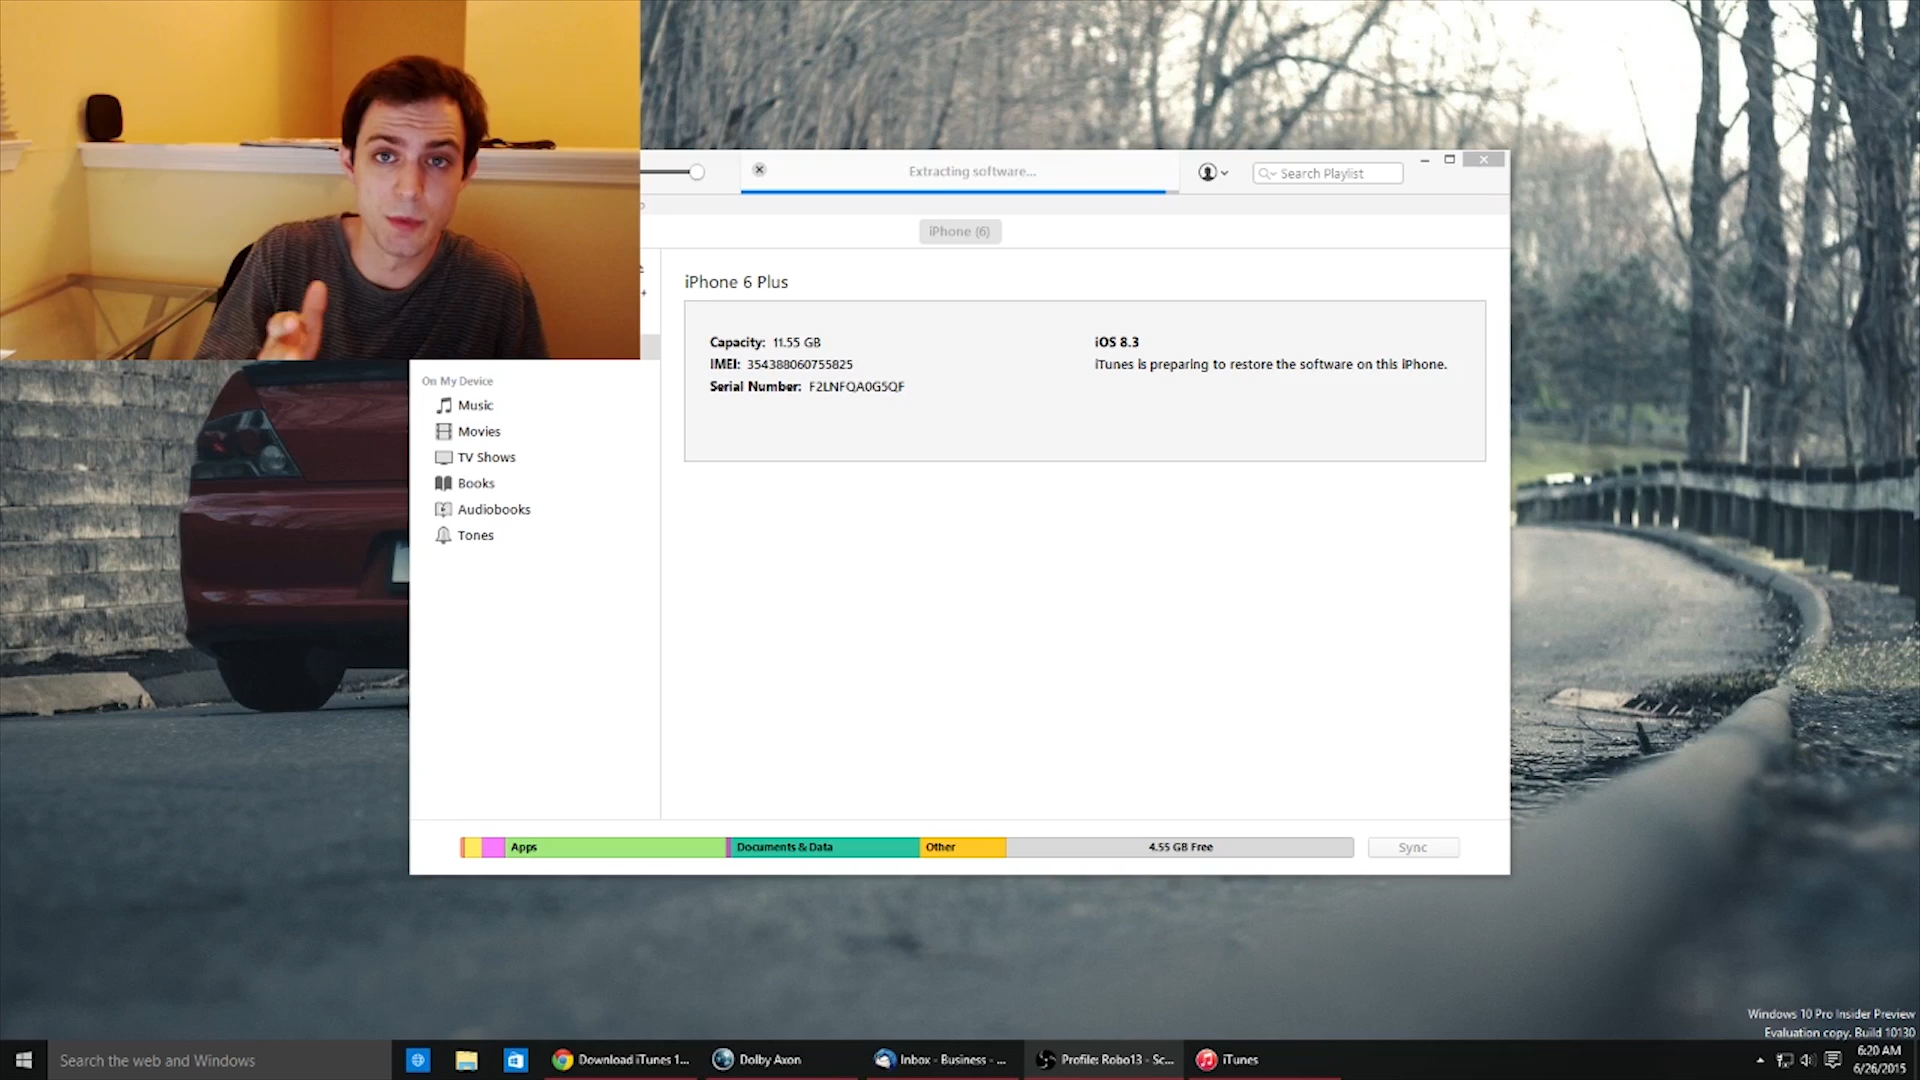 Extracting software...
Search Playlist
iPhone (6)
iPhone 6 Plus
Capacity: 11.55 GB
IMEI: 354388060755825
Serial Number: F2LNFQA0G5QF
iOS 8.3
iTunes is preparing to restore the software on this iPhone.
On My Device
Music
Movies
TV Shows
Books
Audiobooks
Tones
Apps
Documents & Data
Other
4.55 GB Free
Sync
Windows 10 Pro Insider Preview
Evaluation copy. Build 10130
Search the web and Windows
Download iTunes 1...
Dolby Axon
Inbox - Business - ...
Profile: Robo13 - Sc...
iTunes
6:20 AM
6/26/2015